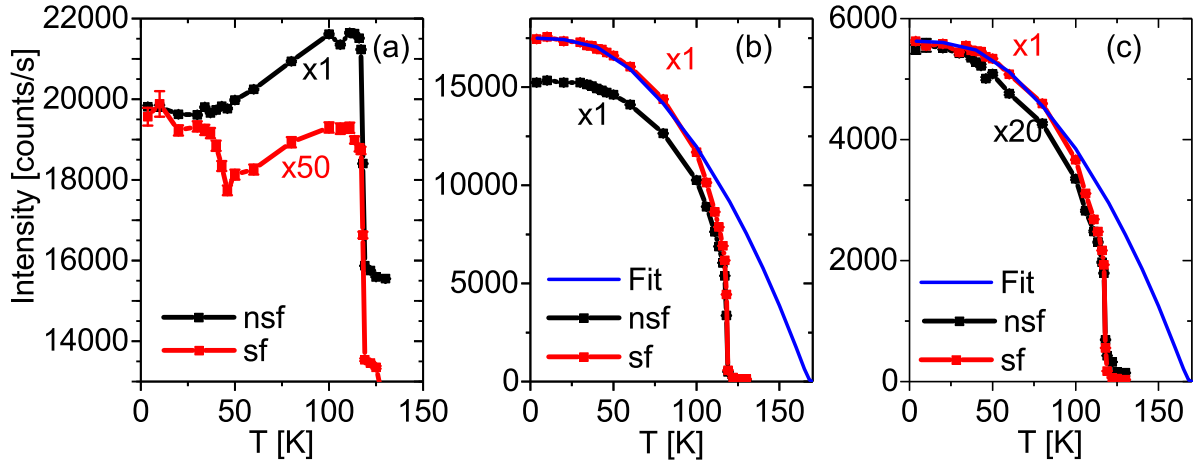 22000
20000
18000
16000
14000
Intensity [counts/s]
(a)
x1
x50
nsf
sf
0
50
100
150
T [K]
15000
10000
5000
0
(b)
x1
x1
Fit
nsf
sf
0
50
100
150
T [K]
6000
4000
2000
0
(c)
x1
x20
Fit
nsf
sf
0
50
100
150
T [K]